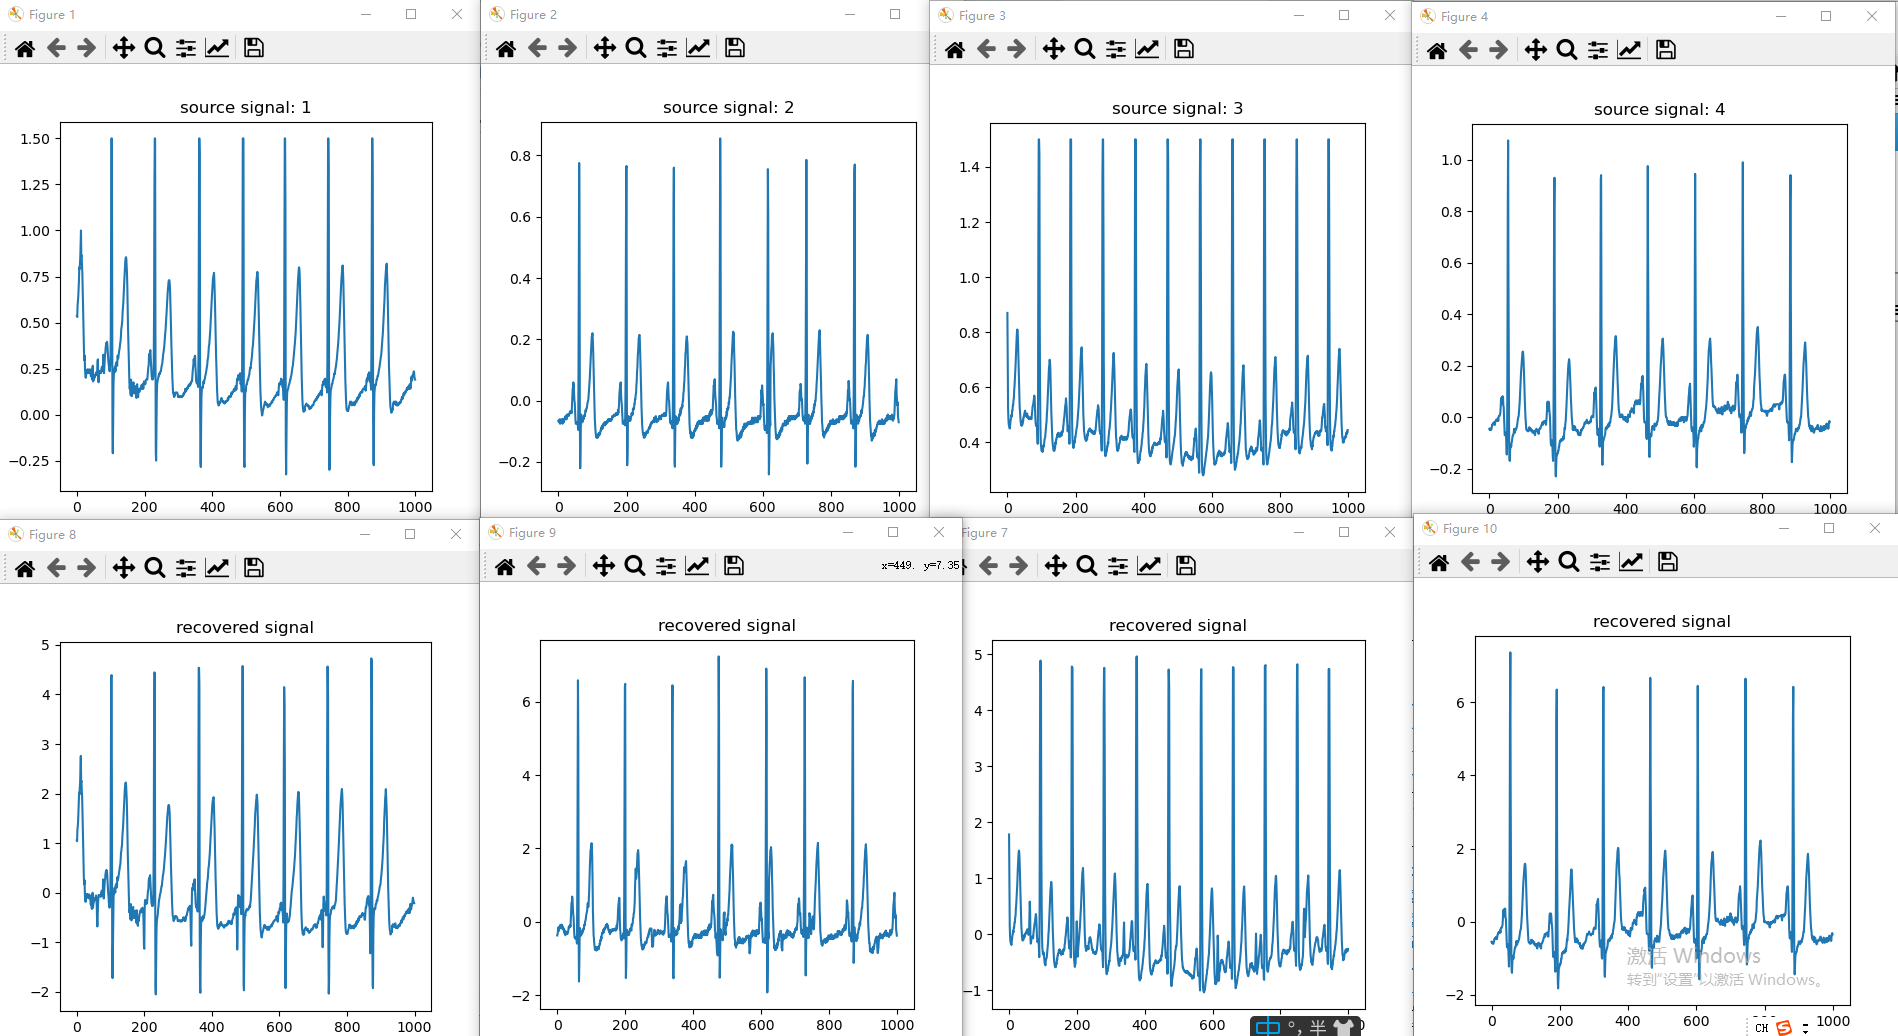 Figure 1
source signal: 1
1.50
1.25
1.00
0.75
0.50
0.25
0.00
−0.25
0 200 400 600 800 1000
Figure 2
source signal: 2
0.8
0.6
0.4
0.2
0.0
−0.2
0 200 400 600 800 1000
Figure 3
source signal: 3
1.4
1.2
1.0
0.8
0.6
0.4
0 200 400 600 800 1000
Figure 4
source signal: 4
1.0
0.8
0.6
0.4
0.2
0.0
−0.2
0 200 400 600 800 1000
Figure 8
recovered signal
5
4
3
2
1
0
−1
−2
0 200 400 600 800 1000
Figure 9
x=449. y=7.35
recovered signal
6
4
2
0
−2
0 200 400 600 800 1000
Figure 7
recovered signal
5
4
3
2
1
0
−1
0 200 400 600
Figure 10
recovered signal
6
4
2
0
−2
0 200 400 600 1000
激活 Windows
转到"设置"以激活 Windows。
中 °, 半
CH